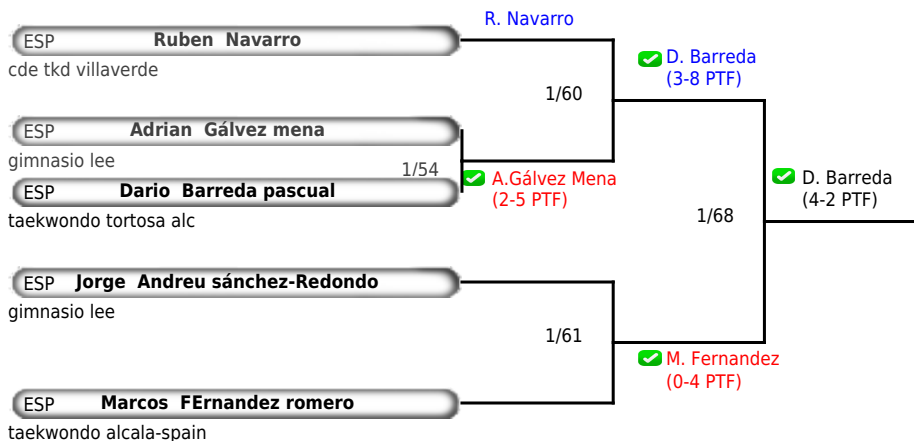 R. Navarro
ESP Ruben Navarro
cde tkd villaverde
D. Barreda
(3-8 PTF)
1/60
ESP Adrian Gálvez mena
gimnasio lee
1/54
A.Gálvez Mena
(2-5 PTF)
ESP Dario Barreda pascual
taekwondo tortosa alc
D. Barreda
(4-2 PTF)
1/68
ESP Jorge Andreu sánchez-Redondo
gimnasio lee
1/61
M. Fernandez
(0-4 PTF)
ESP Marcos FErnandez romero
taekwondo alcala-spain